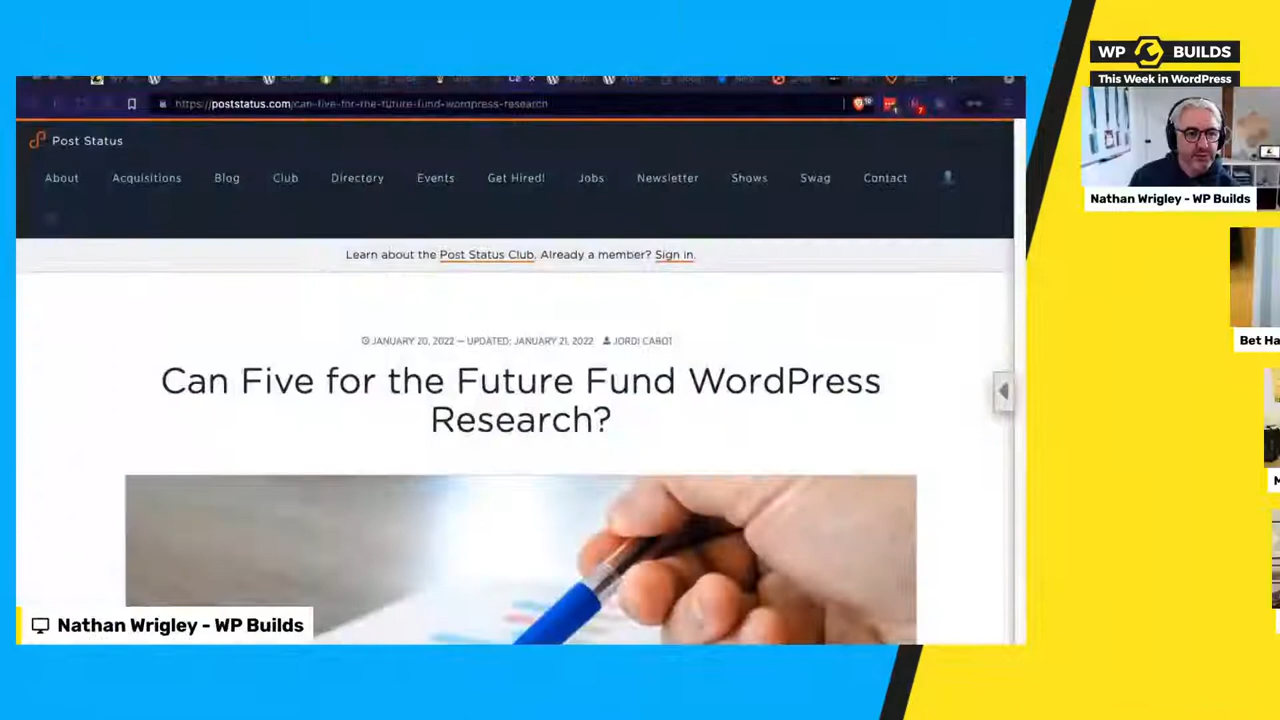 WP BUILDS
This Week in WordPress
https://poststatus.com/can-five-for-the-future-fund-wordpress-research
Post Status
About Acquisitions Blog Club Directory Events Get Hired! Jobs Newsletter Shows Swag Contact
Learn about the Post Status Club. Already a member? Sign in.
JANUARY 20, 2022 — UPDATED: JANUARY 21, 2022 JORDI CABOT
Can Five for the Future Fund WordPress
Research?
Nathan Wrigley - WP Builds
Nathan Wrigley - WP Builds
Bet Ha
M